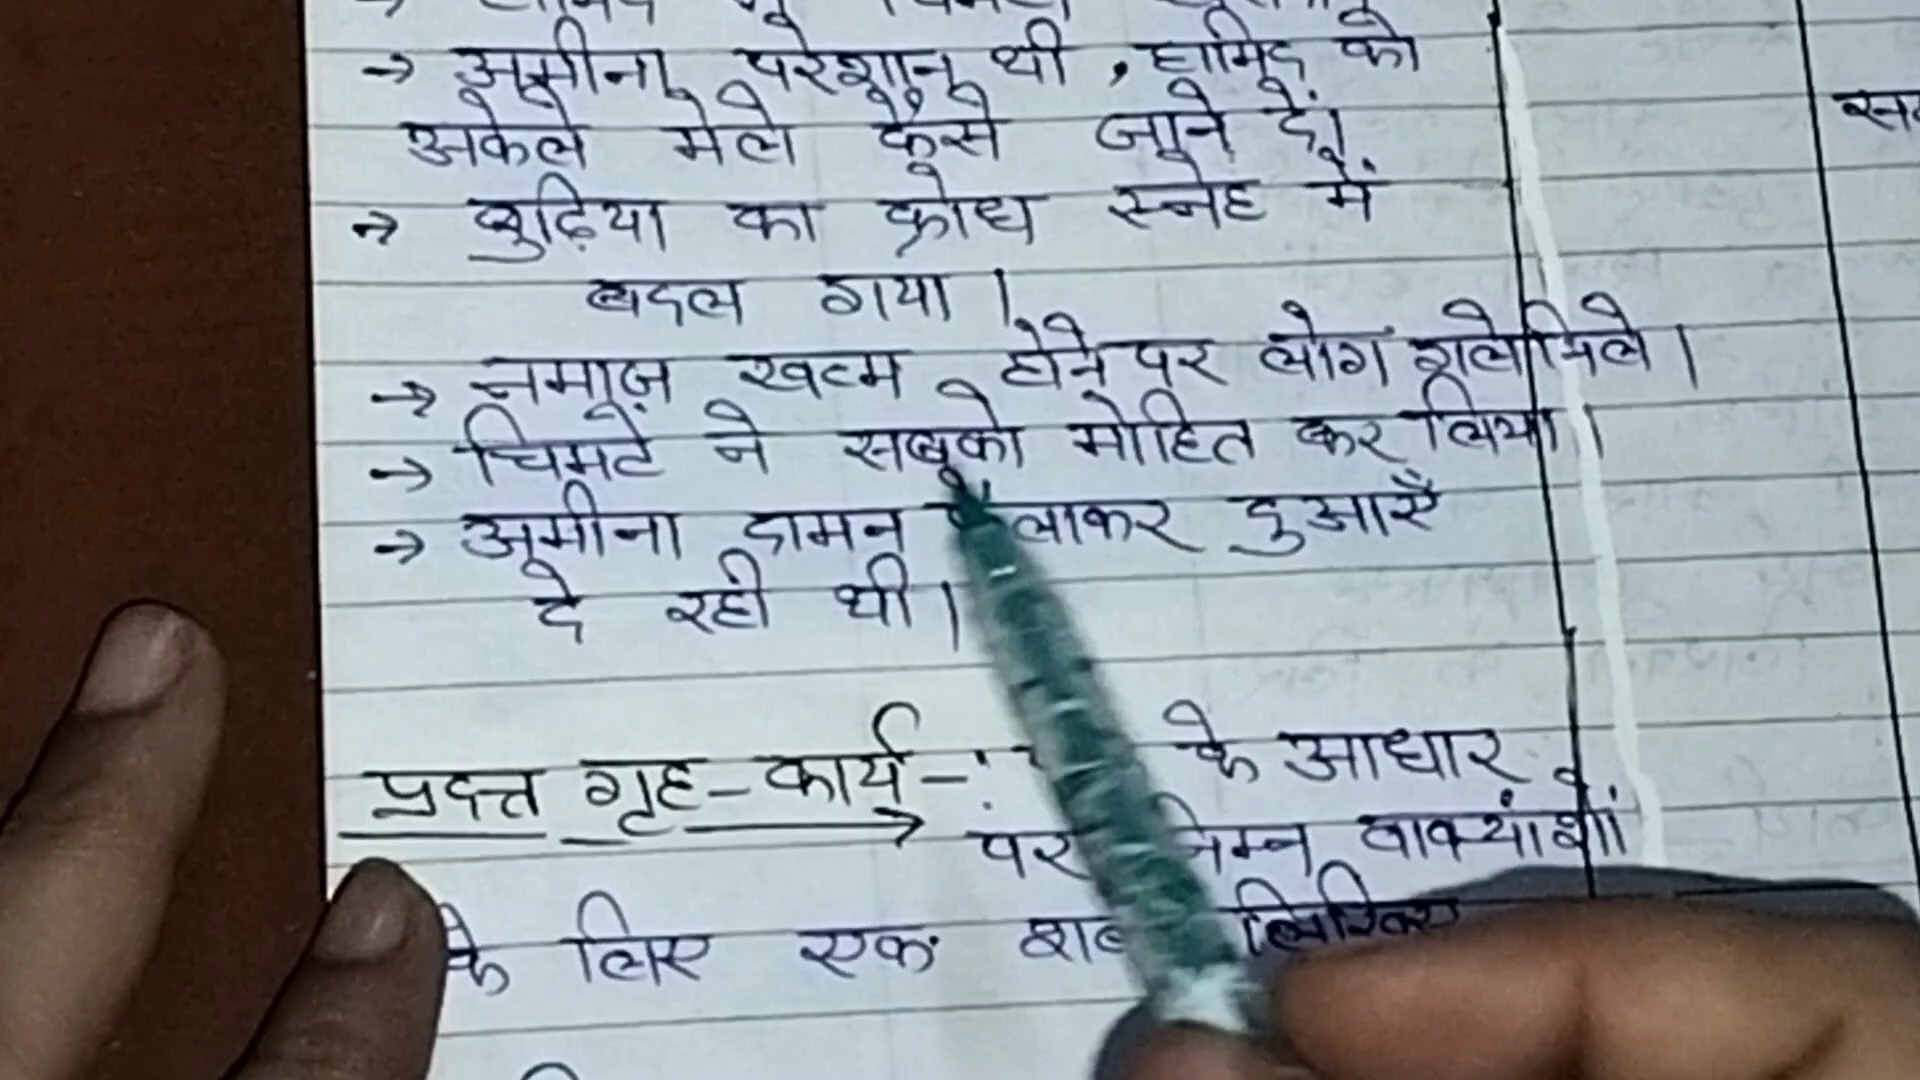 → अमीना परेशान थी, हामिद को
अकेले मेले कैसे जाने दें।
→ बुढ़िया का क्रोध स्नेह में
बदल गया।
→ नमाज़ खत्म होने पर लोग गले मिले।
→ चिमटे ने सबको मोहित कर लिया।
→ अमीना दामन कर दुआएँ
दे रही थी।
प्रदत्त गृह-कार्य -: के आधार
पर निम्न वाक्यांशों
के लिए एक